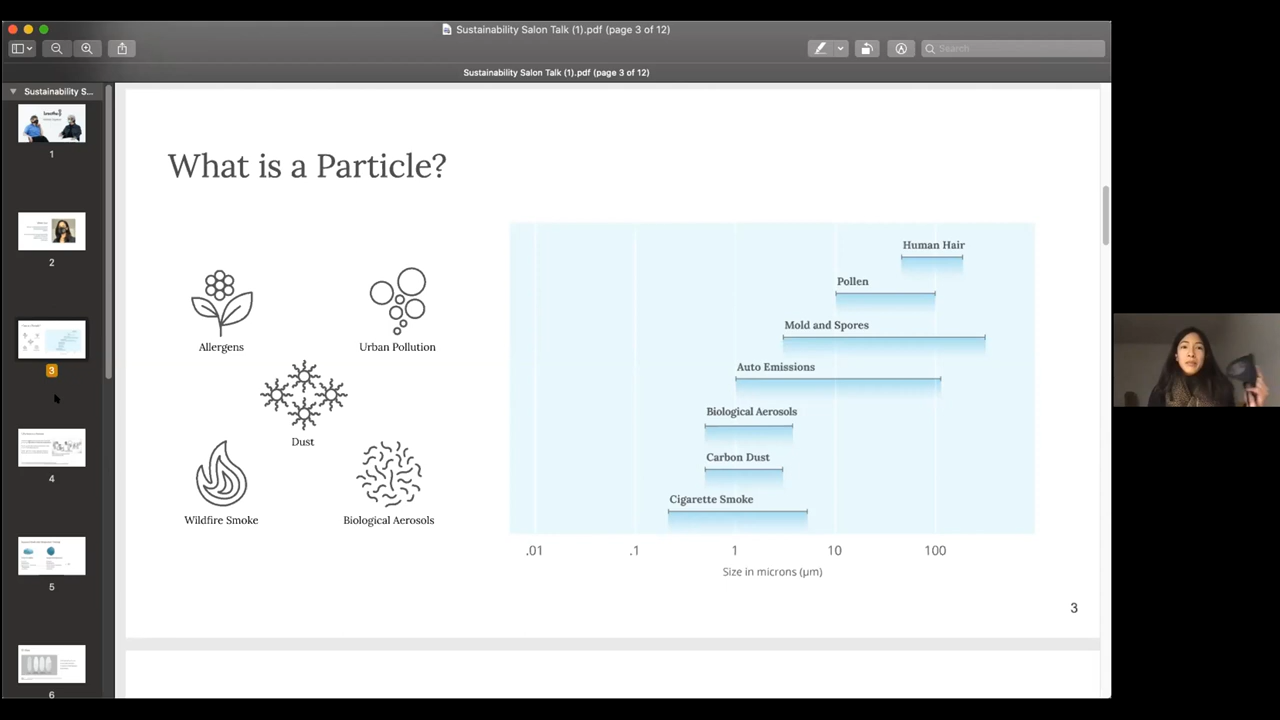 Sustainability Salon Talk (1).pdf (page 3 of 12)
Search
Sustainability Salon Talk (1).pdf (page 3 of 12)
Sustainability S...
1
2
3
4
5
6
What is a Particle?
Allergens
Urban Pollution
Dust
Wildfire Smoke
Biological Aerosols
Human Hair
Pollen
Mold and Spores
Auto Emissions
Biological Aerosols
Carbon Dust
Cigarette Smoke
.01 .1 1 10 100
Size in microns (μm)
3